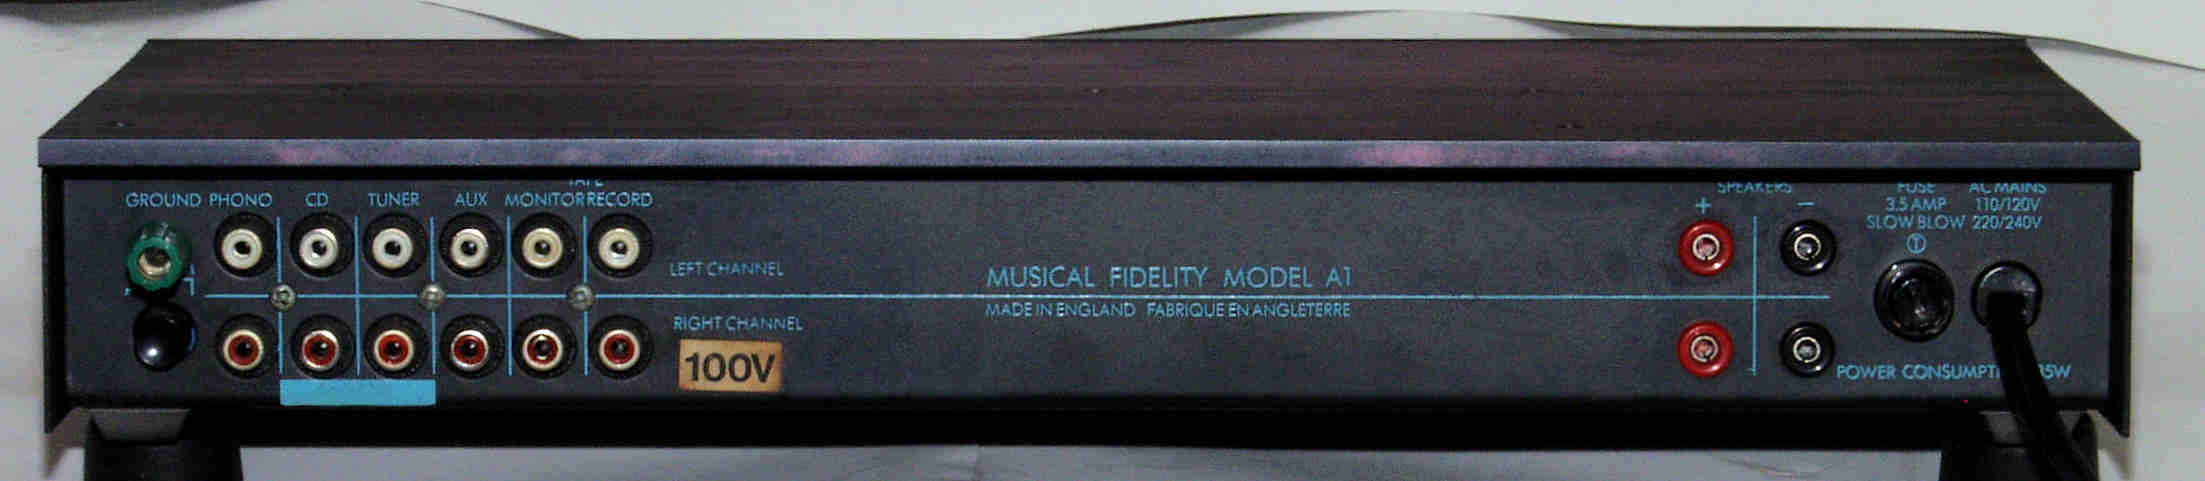 GROUND PHONO CD TUNER AUX TAPE
MONITOR RECORD
LEFT CHANNEL
RIGHT CHANNEL
100V
MUSICAL FIDELITY MODEL A1
MADE IN ENGLAND FABRIQUE EN ANGLETERRE
SPEAKERS
+ −
FUSE
3.5 AMP
SLOW BLOW
T
AC MAINS
110/120V
220/240V
POWER CONSUMPTI